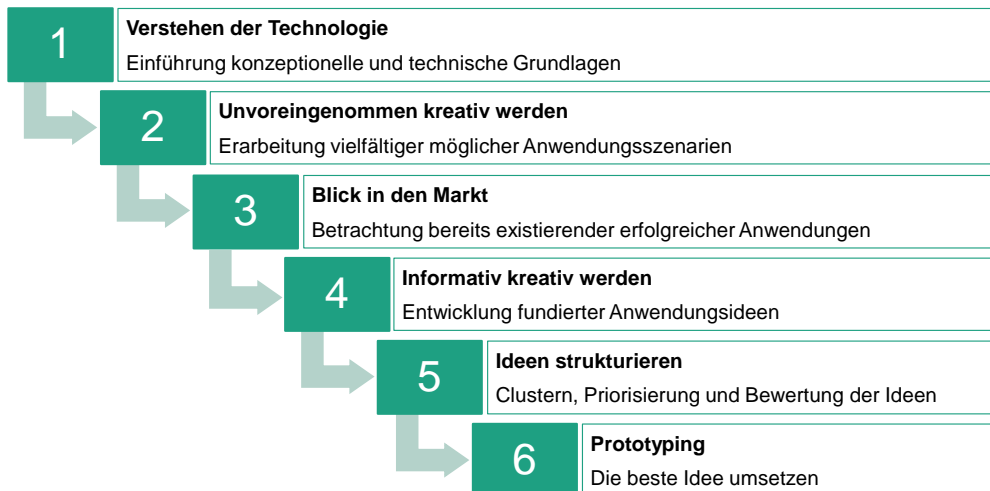 1
Verstehen der Technologie
Einführung konzeptionelle und technische Grundlagen
2
Unvoreingenommen kreativ werden
Erarbeitung vielfältiger möglicher Anwendungsszenarien
3
Blick in den Markt
Betrachtung bereits existierender erfolgreicher Anwendungen
4
Informativ kreativ werden
Entwicklung fundierter Anwendungsideen
5
Ideen strukturieren
Clustern, Priorisierung und Bewertung der Ideen
6
Prototyping
Die beste Idee umsetzen